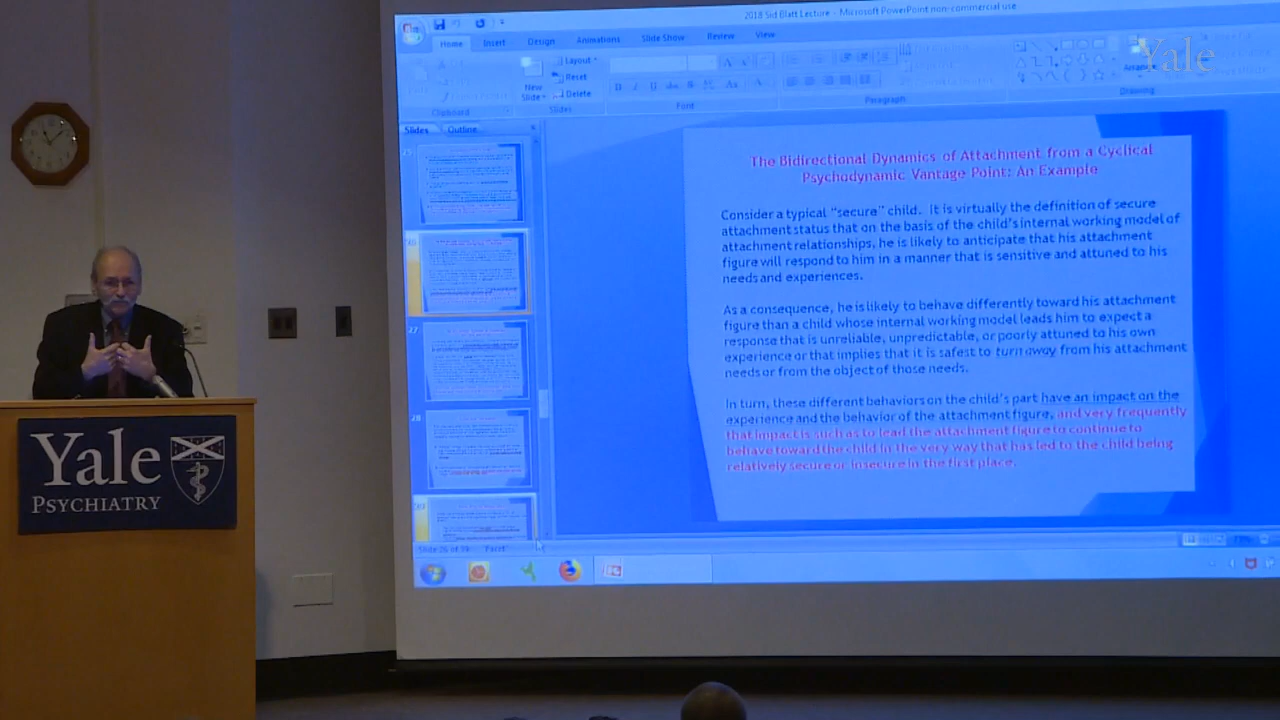 2018 Sid Blatt Lecture - Microsoft PowerPoint non-commercial use
Home Insert Design Animations Slide Show Review View
Layout
Reset
Delete
New
Slide
Clipboard
Slides
Font
Paragraph
Drawing
Arrange
Yale
Slides Outline
27
28
The Bidirectional Dynamics of Attachment from a Cyclical
Psychodynamic Vantage Point: An Example
Consider a typical “secure” child. It is virtually the definition of secure
attachment status that on the basis of the child’s internal working model of
attachment relationships, he is likely to anticipate that his attachment
figure will respond to him in a manner that is sensitive and attuned to his
needs and experiences.
As a consequence, he is likely to behave differently toward his attachment
figure than a child whose internal working model leads him to expect a
response that is unreliable, unpredictable, or poorly attuned to his own
experience or that implies that it is safest to turn away from his attachment
needs or from the object of those needs.
In turn, these different behaviors on the child’s part have an impact on the
experience and the behavior of the attachment figure, and very frequently
that impact is such as to lead the attachment figure to continue to
behave toward the child in the very way that has led to the child being
relatively secure or insecure in the first place.
Yale
PSYCHIATRY